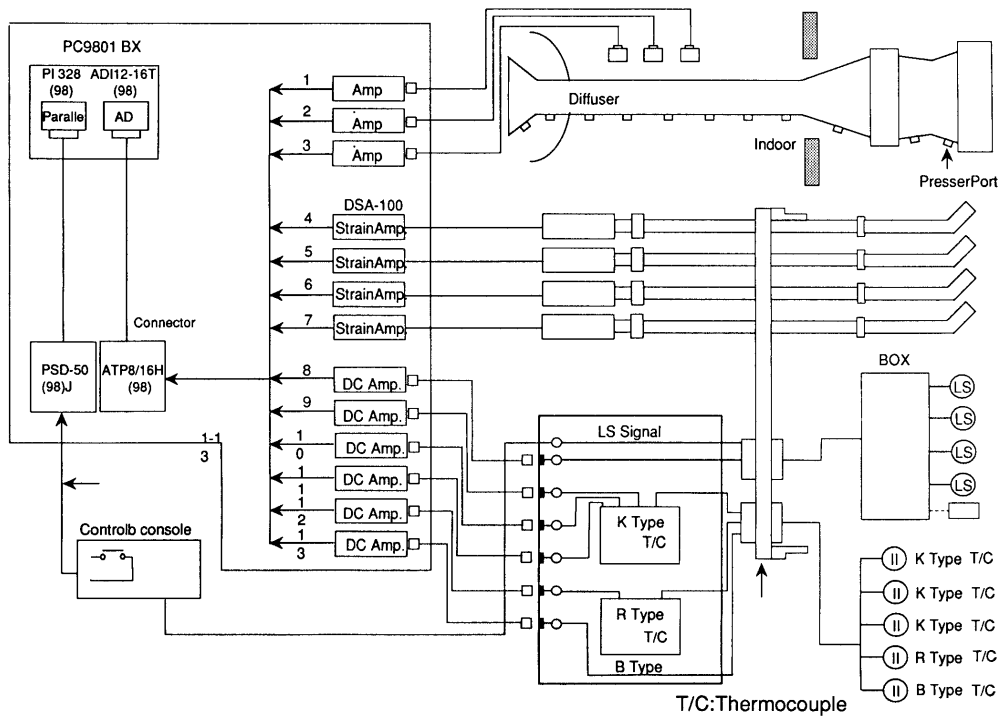 PC9801 BX
PI 328 ADI12-16T
(98) (98)
Paralle AD
Connector
PSD-50
(98)J
ATP8/16H
(98)
1-1
3
Controlb console
1 Amp
2 Amp
3 Amp
DSA-100
4 StrainAmp.
5 StrainAmp.
6 StrainAmp.
7 StrainAmp.
8 DC Amp.
9 DC Amp.
1
0 DC Amp.
1
1 DC Amp.
1
2 DC Amp.
1
3 DC Amp.
Diffuser
Indoor
PresserPort
LS Signal
K Type
T/C
R Type
T/C
B Type
BOX
LS
LS
LS
LS
K Type T/C
K Type T/C
K Type T/C
R Type T/C
B Type T/C
T/C:Thermocouple